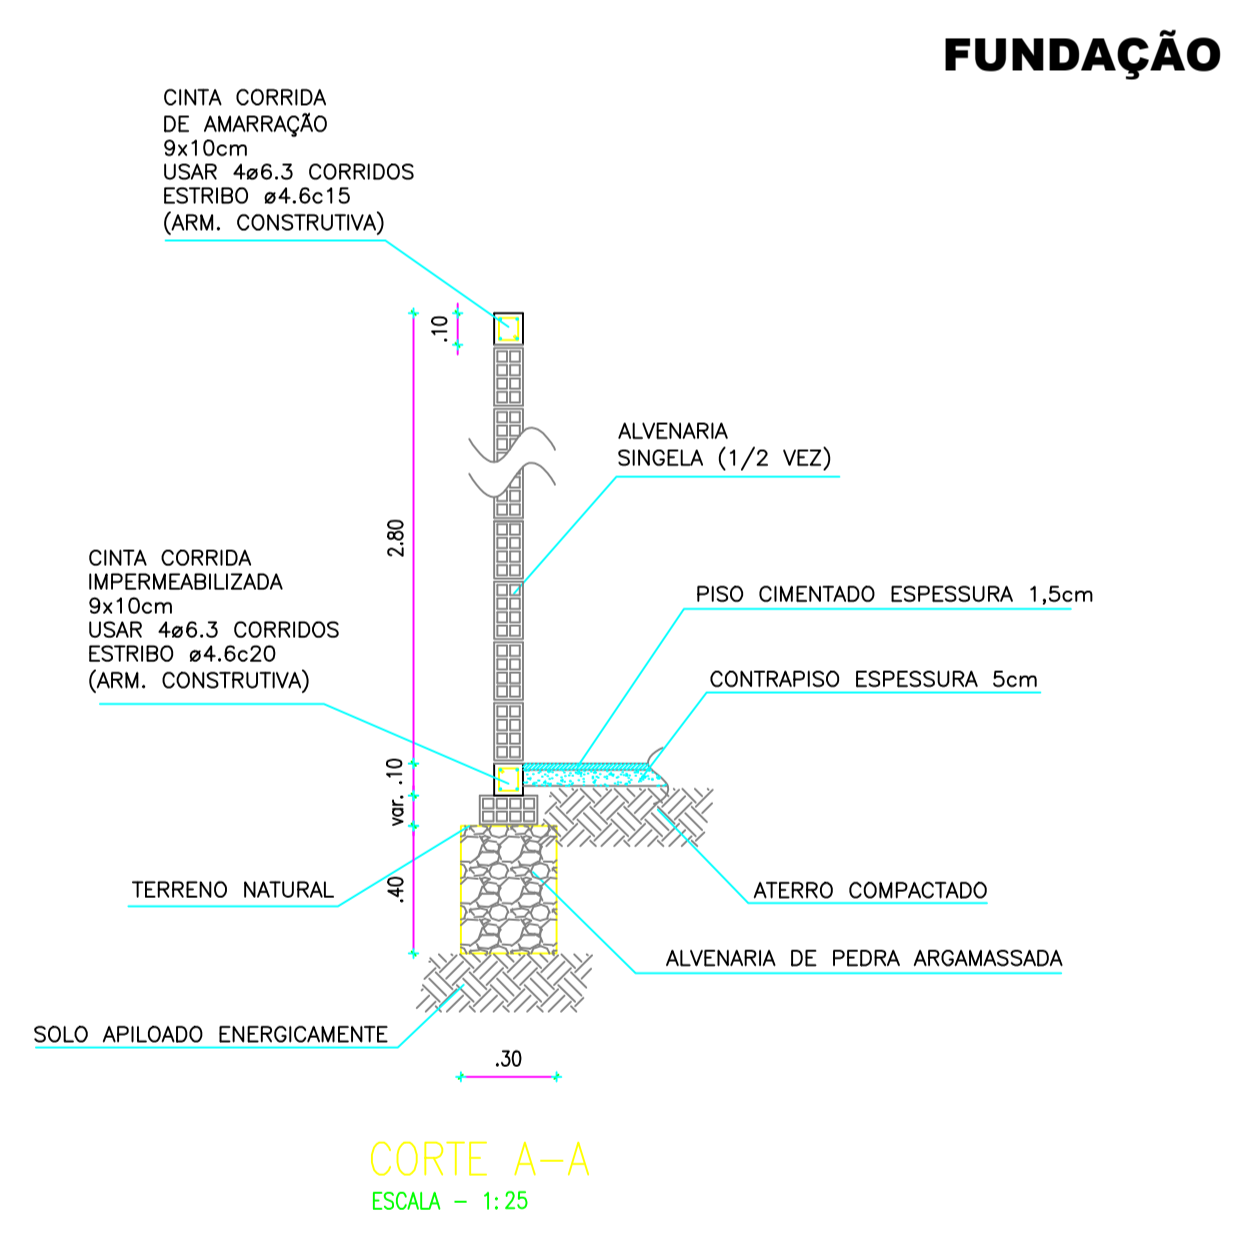 FUNDAÇÃO
CINTA CORRIDA
DE AMARRAÇÃO
9x10cm
USAR 4ø6.3 CORRIDOS
ESTRIBO ø4.6c15
(ARM. CONSTRUTIVA)
.10
ALVENARIA
SINGELA (1/2 VEZ)
2.80
CINTA CORRIDA
IMPERMEABILIZADA
9x10cm
USAR 4ø6.3 CORRIDOS
ESTRIBO ø4.6c20
(ARM. CONSTRUTIVA)
PISO CIMENTADO ESPESSURA 1,5cm
CONTRAPISO ESPESSURA 5cm
.10
var.
TERRENO NATURAL
.40
ATERRO COMPACTADO
ALVENARIA DE PEDRA ARGAMASSADA
SOLO APILOADO ENERGICAMENTE
.30
CORTE A-A
ESCALA - 1:25